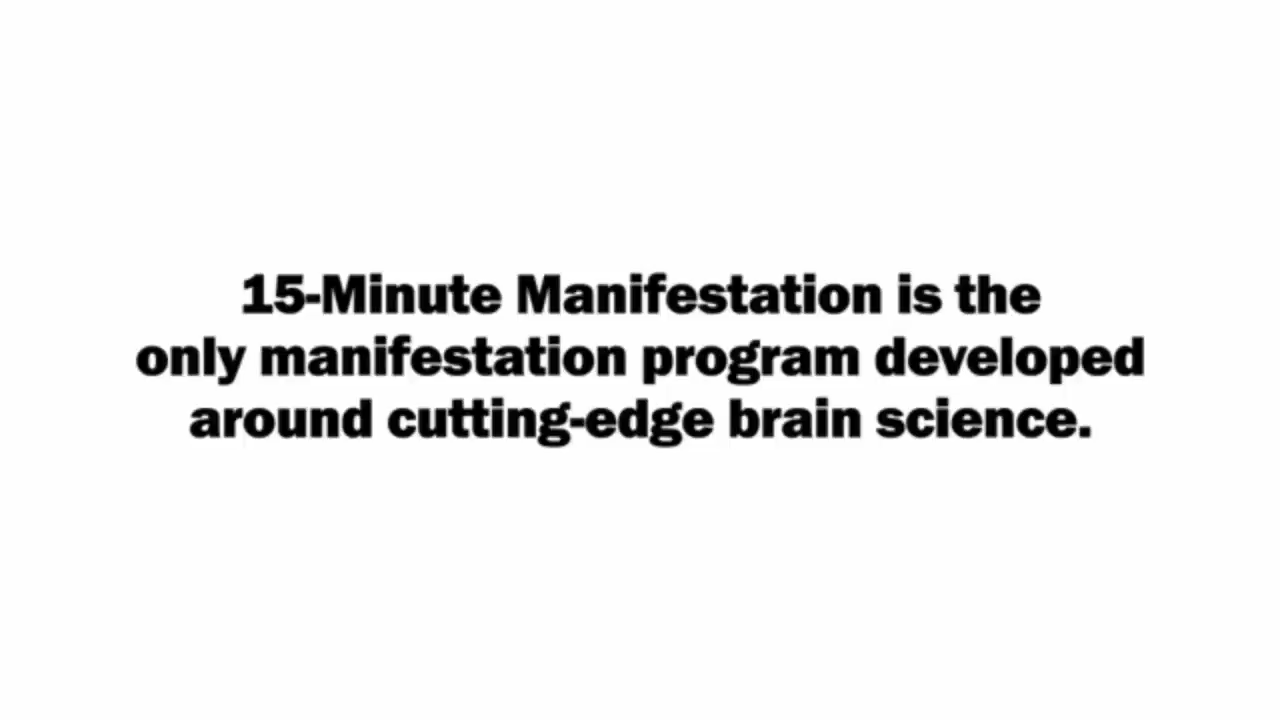 15-Minute Manifestation is the
only manifestation program developed
around cutting-edge brain science.